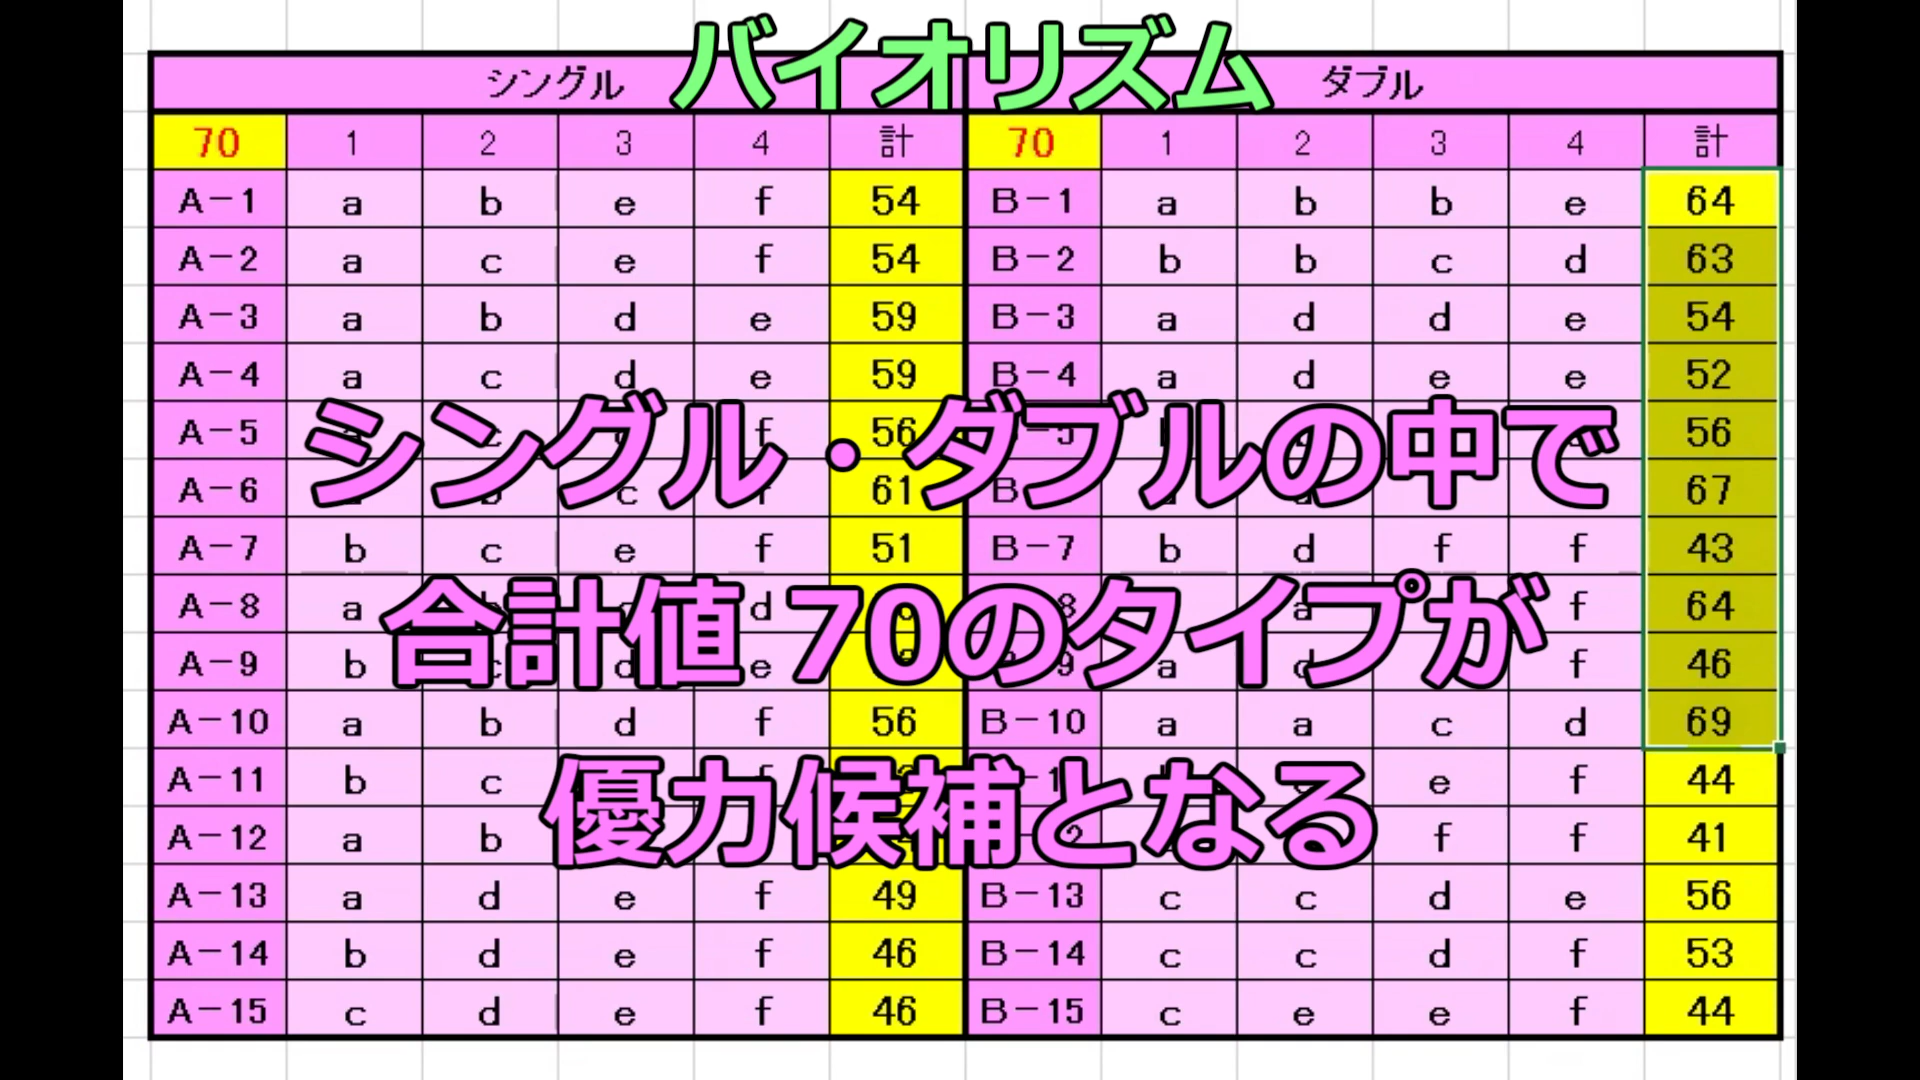 バイオリズム
シングル ダブル
70 1 2 3 4 計 70 1 2 3 4 計
A-1 a b e f 54 B-1 a b b e 64
A-2 a c e f 54 B-2 b b c d 63
A-3 a b d e 59 B-3 a d d e 54
A-4 a c d e 59 B-4 a d e e 52
シングル・ダブルの中で
A-5 f 56 56
A-6 61 67
A-7 b c e f 51 B-7 b d f f 43
合計値 70のタイプが
A-8 a d f 64
A-9 b e a f 46
A-10 a b d f 56 B-10 a a c d 69
優力候補となる
A-11 b c e f 44
A-12 a b f f 41
A-13 a d e f 49 B-13 c c d e 56
A-14 b d e f 46 B-14 c c d f 53
A-15 c d e f 46 B-15 c e e f 44